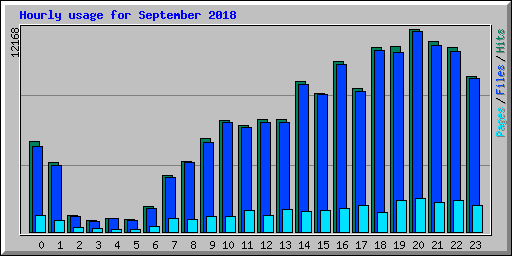 Hourly usage for September 2018
12168
Pages/Files/Hits
0 1 2 3 4 5 6 7 8 9 10 11 12 13 14 15 16 17 18 19 20 21 22 23